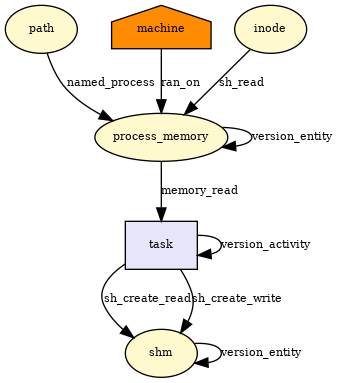 path
machine
inode
named_process
ran_on
sh_read
process_memory
version_entity
memory_read
task
version_activity
sh_create_read
sh_create_write
shm
version_entity